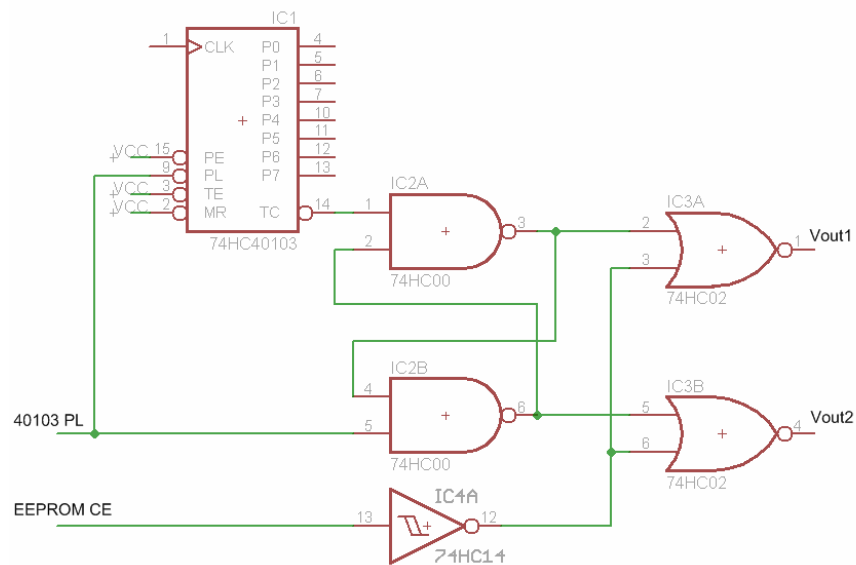 IC1
1 CLK P0 4
P1 5
P2 6
P3 7
P4 10
P5 11
VCC 15 PE P6 12
9 PL P7 13
VCC 3 TE
VCC 2 MR TC 14
74HC40103
IC2A
1
2
3
74HC00
IC3A
2
3
1 Vout1
74HC02
IC2B
4
5
6
74HC00
IC3B
5
6
4 Vout2
74HC02
40103 PL
EEPROM CE
IC4A
13
12
74HC14